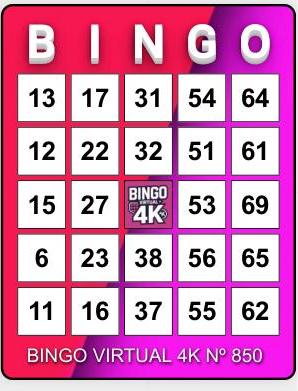 B I N G O
13 17 31 54 64
12 22 32 51 61
15 27 BINGO VIRTUAL 4K 53 69
6 23 38 56 65
11 16 37 55 62
BINGO VIRTUAL 4K Nº 850